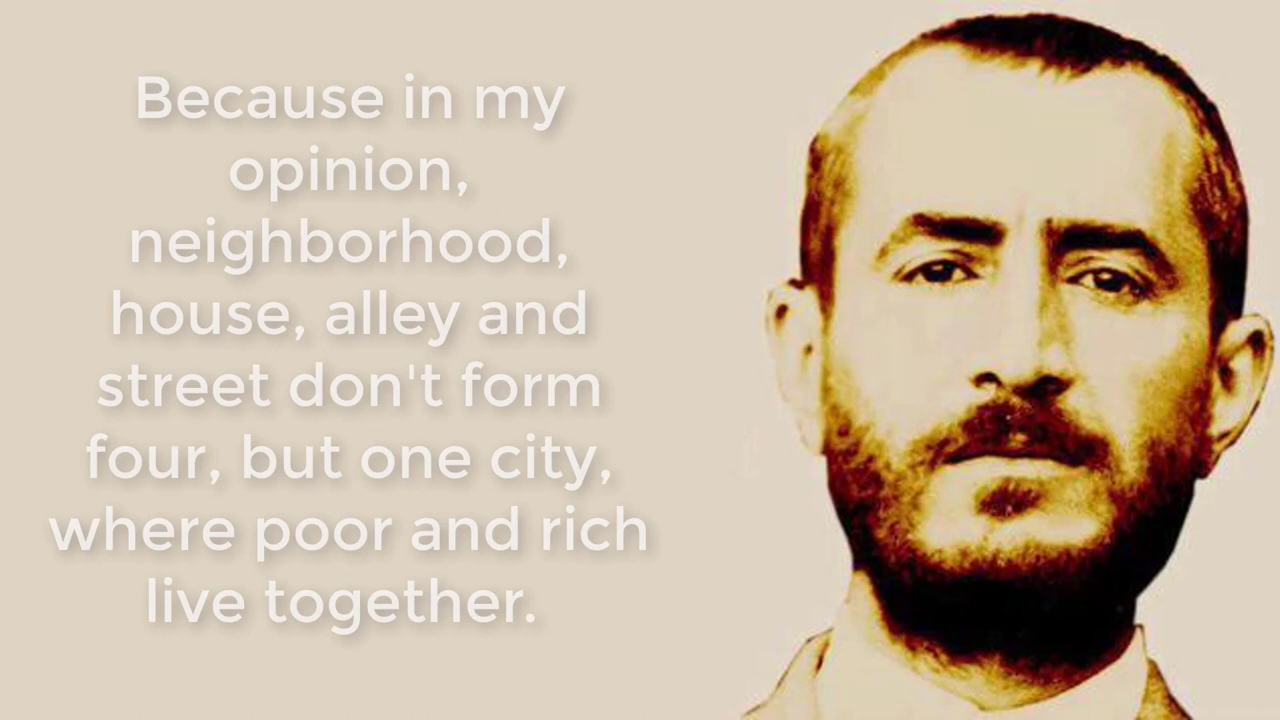 Because in my
opinion,
neighborhood,
house, alley and
street don't form
four, but one city,
where poor and rich
live together.